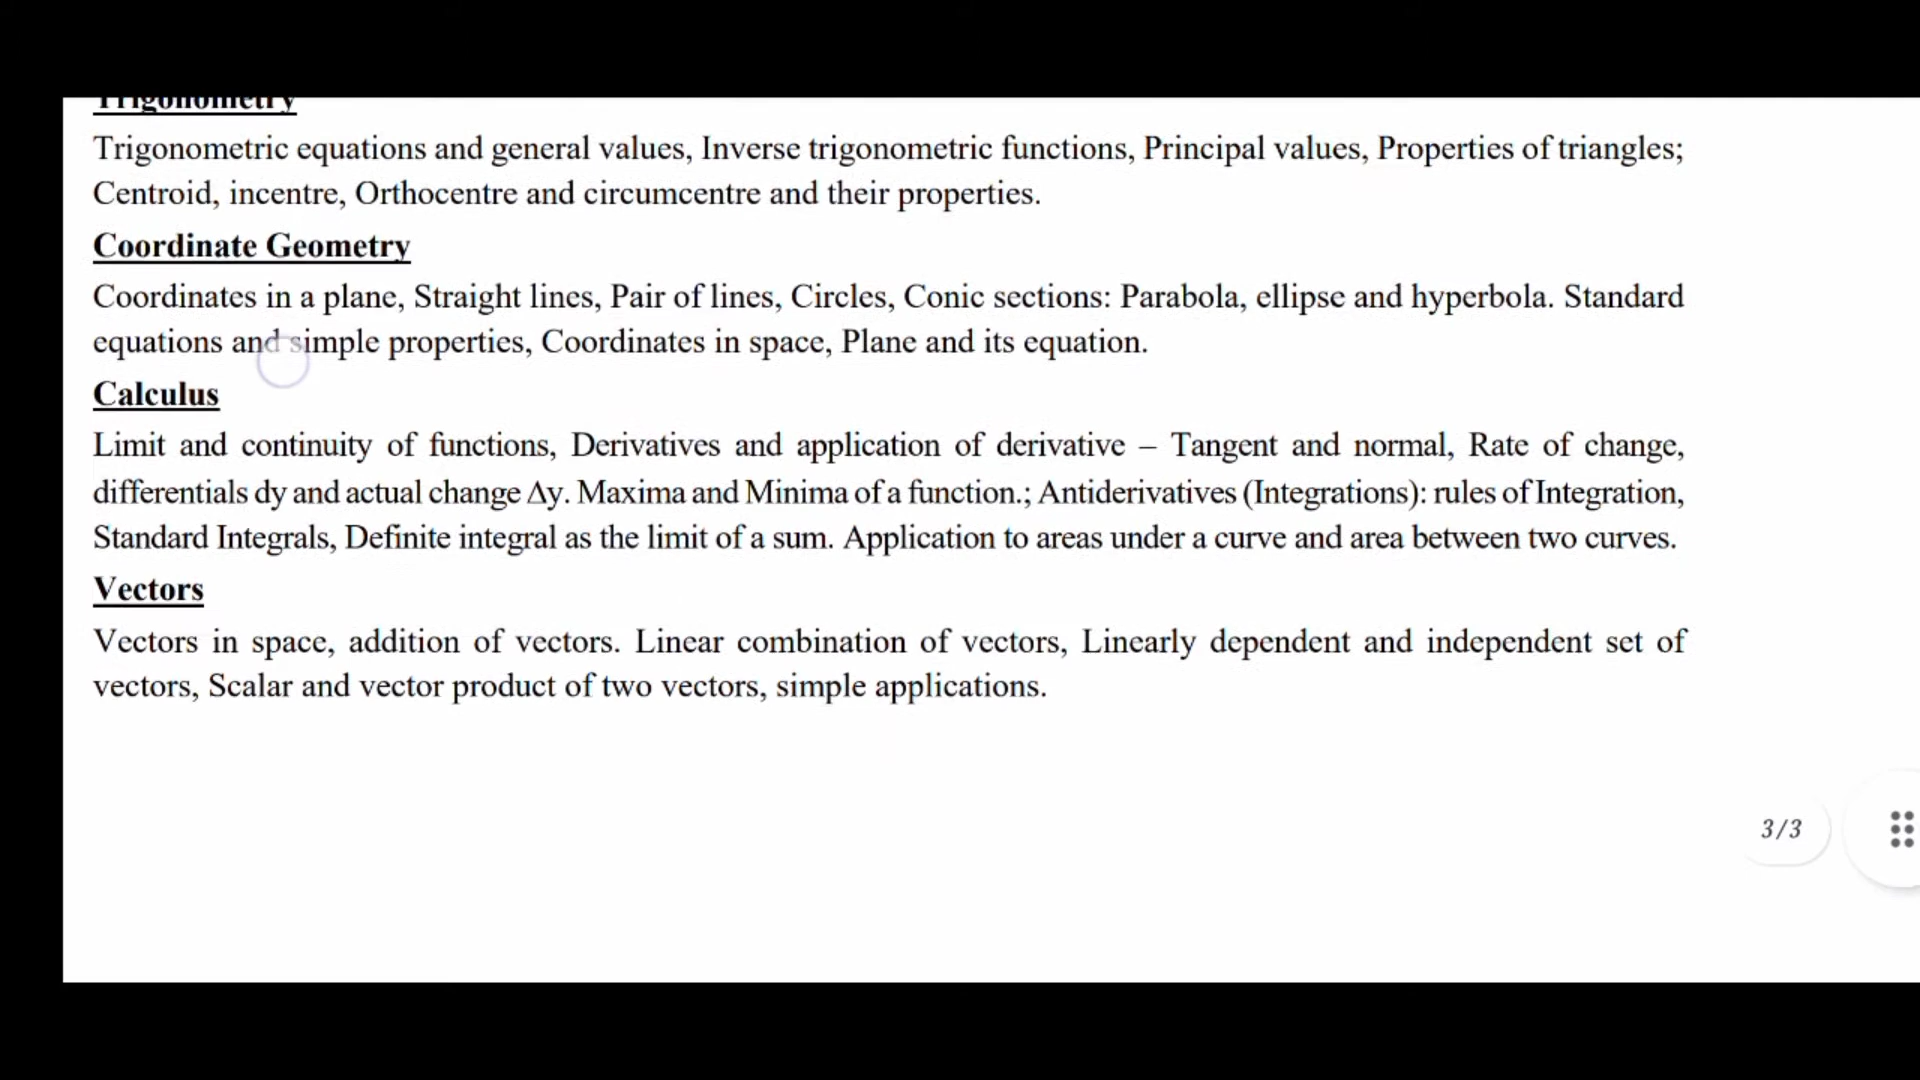 Trigonometry
Trigonometric equations and general values, Inverse trigonometric functions, Principal values, Properties of triangles;
Centroid, incentre, Orthocentre and circumcentre and their properties.
Coordinate Geometry
Coordinates in a plane, Straight lines, Pair of lines, Circles, Conic sections: Parabola, ellipse and hyperbola. Standard
equations and simple properties, Coordinates in space, Plane and its equation.
Calculus
Limit and continuity of functions, Derivatives and application of derivative – Tangent and normal, Rate of change,
differentials dy and actual change Δy. Maxima and Minima of a function.; Antiderivatives (Integrations): rules of Integration,
Standard Integrals, Definite integral as the limit of a sum. Application to areas under a curve and area between two curves.
Vectors
Vectors in space, addition of vectors. Linear combination of vectors, Linearly dependent and independent set of
vectors, Scalar and vector product of two vectors, simple applications.
3/3